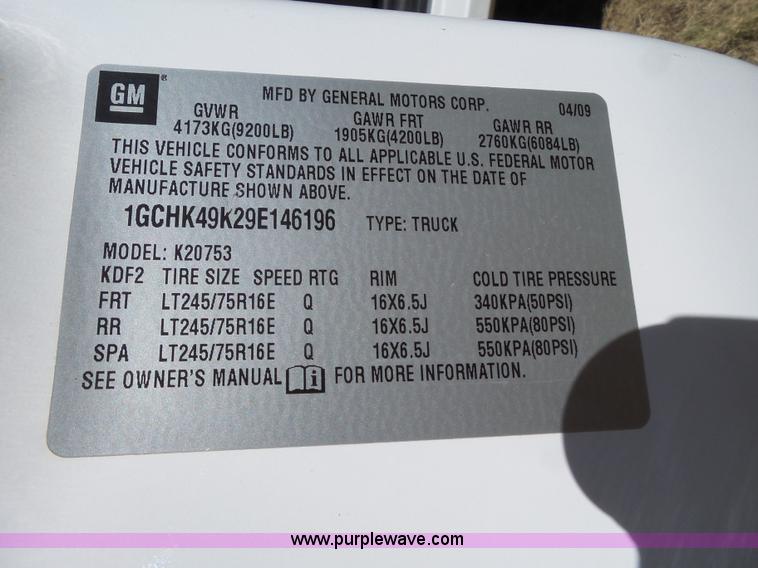 GM ® MFD BY GENERAL MOTORS CORP. 04/09
GVWR GAWR FRT GAWR RR
4173KG(9200LB) 1905KG(4200LB) 2760KG(6084LB)
THIS VEHICLE CONFORMS TO ALL APPLICABLE U.S. FEDERAL MOTOR
VEHICLE SAFETY STANDARDS IN EFFECT ON THE DATE OF
MANUFACTURE SHOWN ABOVE.
1GCHK49K29E146196 TYPE: TRUCK
MODEL: K20753
KDF2 TIRE SIZE SPEED RTG RIM COLD TIRE PRESSURE
FRT LT245/75R16E Q 16X6.5J 340KPA(50PSI)
RR LT245/75R16E Q 16X6.5J 550KPA(80PSI)
SPA LT245/75R16E Q 16X6.5J 550KPA(80PSI)
SEE OWNER'S MANUAL i FOR MORE INFORMATION.
www.purplewave.com